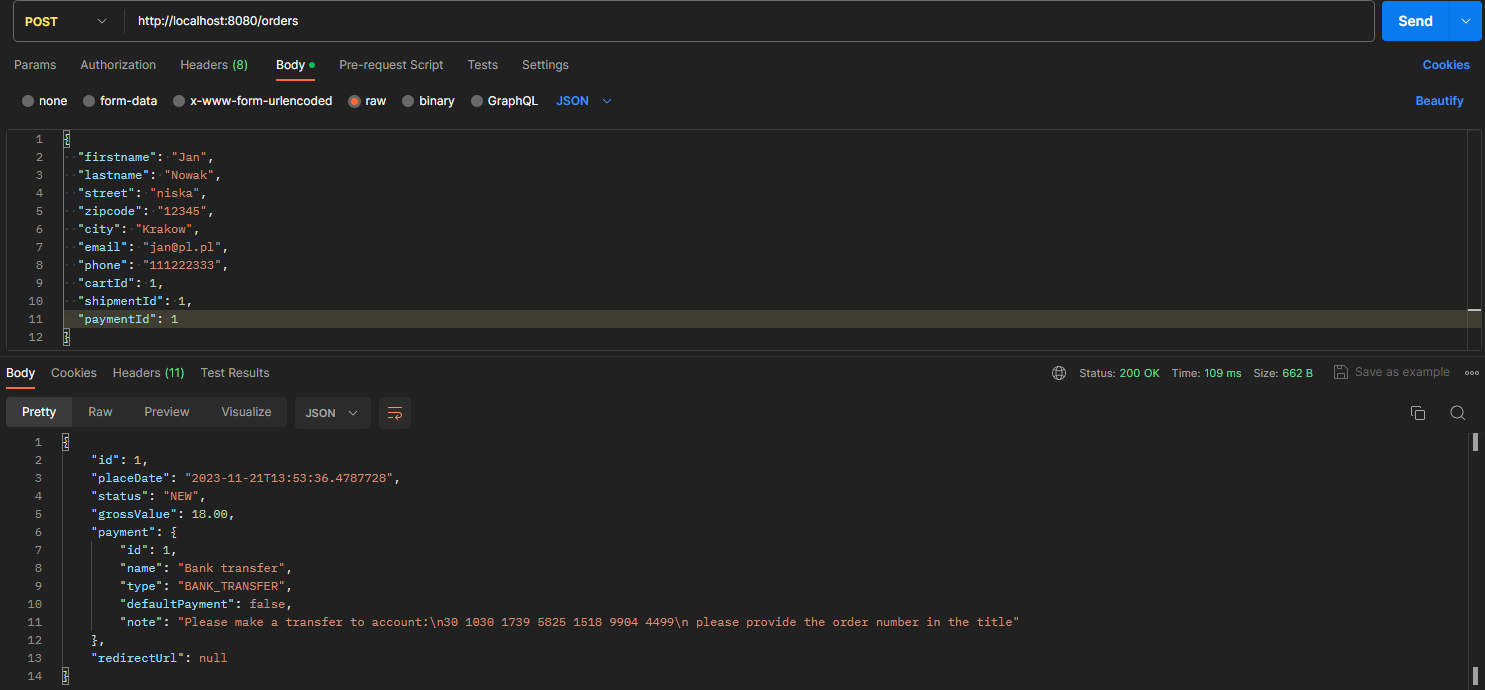 POST http://localhost:8080/orders Send
Params Authorization Headers (8) Body Pre-request Script Tests Settings Cookies
none form-data x-www-form-urlencoded raw binary GraphQL JSON Beautify
1 {
2 "firstname": "Jan",
3 "lastname": "Nowak",
4 "street": "niska",
5 "zipcode": "12345",
6 "city": "Krakow",
7 "email": "jan@pl.pl",
8 "phone": "111222333",
9 "cartId": 1,
10 "shipmentId": 1,
11 "paymentId": 1
12 }
Body Cookies Headers (11) Test Results Status: 200 OK Time: 109 ms Size: 662 B Save as example
Pretty Raw Preview Visualize JSON
1 {
2 "id": 1,
3 "placeDate": "2023-11-21T13:53:36.4787728",
4 "status": "NEW",
5 "grossValue": 18.00,
6 "payment": {
7 "id": 1,
8 "name": "Bank transfer",
9 "type": "BANK_TRANSFER",
10 "defaultPayment": false,
11 "note": "Please make a transfer to account:\n30 1030 1739 5825 1518 9904 4499\n please provide the order number in the title"
12 },
13 "redirectUrl": null
14 }